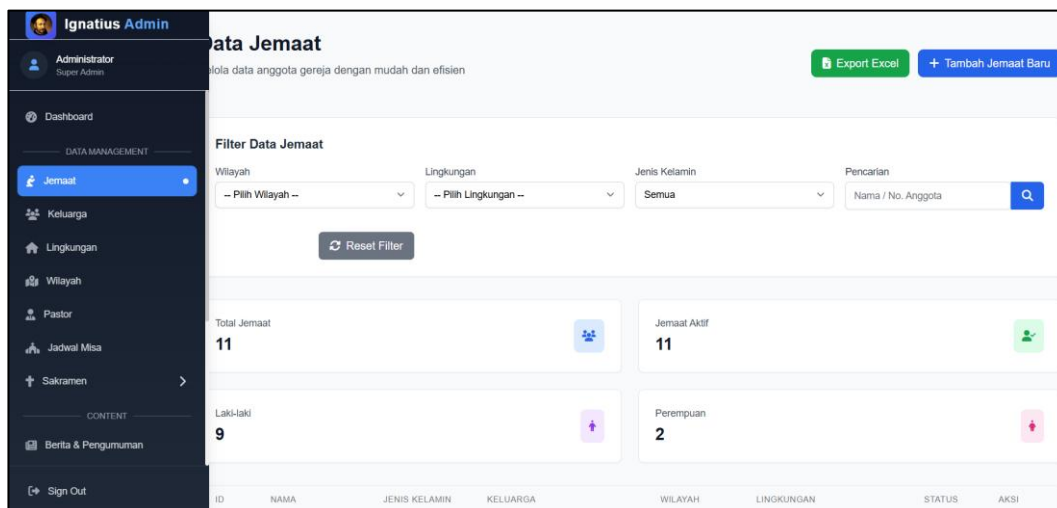 Ignatius Admin
Administrator
Super Admin
Dashboard
DATA MANAGEMENT
Jemaat
Keluarga
Lingkungan
Wilayah
Pastor
Jadwal Misa
Sakramen
CONTENT
Berita & Pengumuman
Sign Out
Data Jemaat
elola data anggota gereja dengan mudah dan efisien
Export Excel
+ Tambah Jemaat Baru
Filter Data Jemaat
Wilayah
-- Pilih Wilayah --
Lingkungan
-- Pilih Lingkungan --
Jenis Kelamin
Semua
Pencarian
Nama / No. Anggota
Reset Filter
Total Jemaat
11
Jemaat Aktif
11
Laki-laki
9
Perempuan
2
ID NAMA JENIS KELAMIN KELUARGA WILAYAH LINGKUNGAN STATUS AKSI